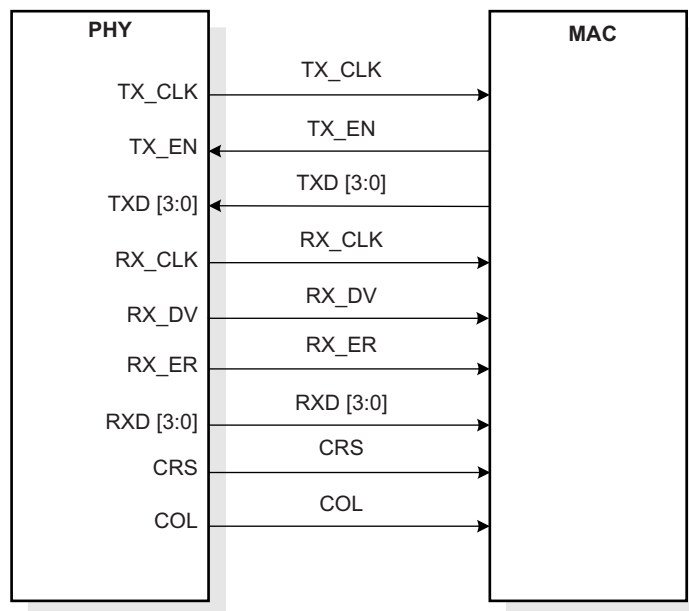 PHY
MAC
TX_CLK
TX_CLK
TX_EN
TX_EN
TXD [3:0]
TXD [3:0]
RX_CLK
RX_CLK
RX_DV
RX_DV
RX_ER
RX_ER
RXD [3:0]
RXD [3:0]
CRS
CRS
COL
COL